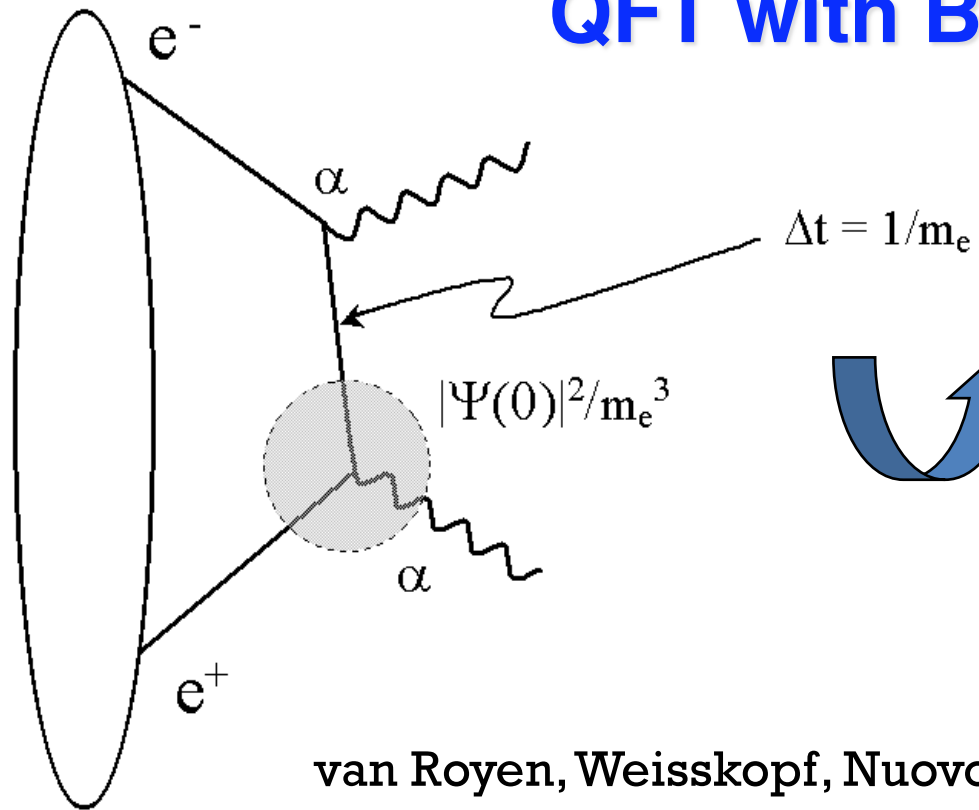 QFT with B
e⁻
α
Δt = 1/mₑ
|Ψ(0)|²/mₑ³
α
e⁺
van Royen, Weisskopf, Nuovo